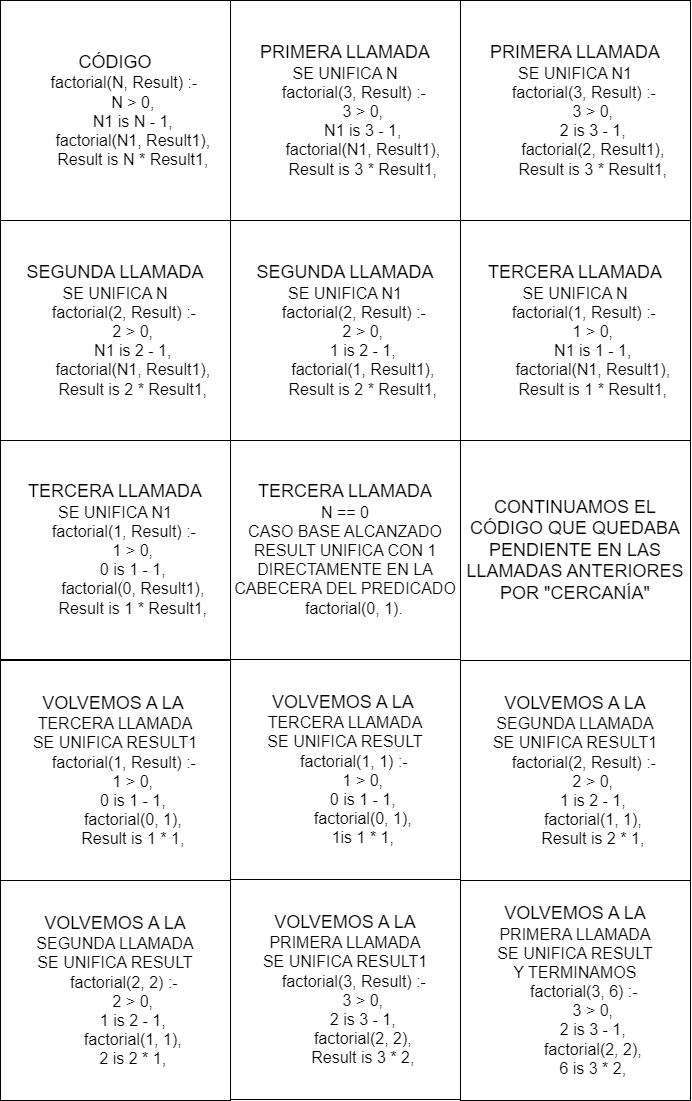 CÓDIGO
factorial(N, Result) :-
N > 0,
N1 is N - 1,
factorial(N1, Result1),
Result is N * Result1,
PRIMERA LLAMADA
SE UNIFICA N
factorial(3, Result) :-
3 > 0,
N1 is 3 - 1,
factorial(N1, Result1),
Result is 3 * Result1,
PRIMERA LLAMADA
SE UNIFICA N1
factorial(3, Result) :-
3 > 0,
2 is 3 - 1,
factorial(2, Result1),
Result is 3 * Result1,
SEGUNDA LLAMADA
SE UNIFICA N
factorial(2, Result) :-
2 > 0,
N1 is 2 - 1,
factorial(N1, Result1),
Result is 2 * Result1,
SEGUNDA LLAMADA
SE UNIFICA N1
factorial(2, Result) :-
2 > 0,
1 is 2 - 1,
factorial(1, Result1),
Result is 2 * Result1,
TERCERA LLAMADA
SE UNIFICA N
factorial(1, Result) :-
1 > 0,
N1 is 1 - 1,
factorial(N1, Result1),
Result is 1 * Result1,
TERCERA LLAMADA
SE UNIFICA N1
factorial(1, Result) :-
1 > 0,
0 is 1 - 1,
factorial(0, Result1),
Result is 1 * Result1,
TERCERA LLAMADA
N == 0
CASO BASE ALCANZADO
RESULT UNIFICA CON 1
DIRECTAMENTE EN LA
CABECERA DEL PREDICADO
factorial(0, 1).
CONTINUAMOS EL
CÓDIGO QUE QUEDABA
PENDIENTE EN LAS
LLAMADAS ANTERIORES
POR "CERCANÍA"
VOLVEMOS A LA
TERCERA LLAMADA
SE UNIFICA RESULT1
factorial(1, Result) :-
1 > 0,
0 is 1 - 1,
factorial(0, 1),
Result is 1 * 1,
VOLVEMOS A LA
TERCERA LLAMADA
SE UNIFICA RESULT
factorial(1, 1) :-
1 > 0,
0 is 1 - 1,
factorial(0, 1),
1is 1 * 1,
VOLVEMOS A LA
SEGUNDA LLAMADA
SE UNIFICA RESULT1
factorial(2, Result) :-
2 > 0,
1 is 2 - 1,
factorial(1, 1),
Result is 2 * 1,
VOLVEMOS A LA
SEGUNDA LLAMADA
SE UNIFICA RESULT
factorial(2, 2) :-
2 > 0,
1 is 2 - 1,
factorial(1, 1),
2 is 2 * 1,
VOLVEMOS A LA
PRIMERA LLAMADA
SE UNIFICA RESULT1
factorial(3, Result) :-
3 > 0,
2 is 3 - 1,
factorial(2, 2),
Result is 3 * 2,
VOLVEMOS A LA
PRIMERA LLAMADA
SE UNIFICA RESULT
Y TERMINAMOS
factorial(3, 6) :-
3 > 0,
2 is 3 - 1,
factorial(2, 2),
6 is 3 * 2,